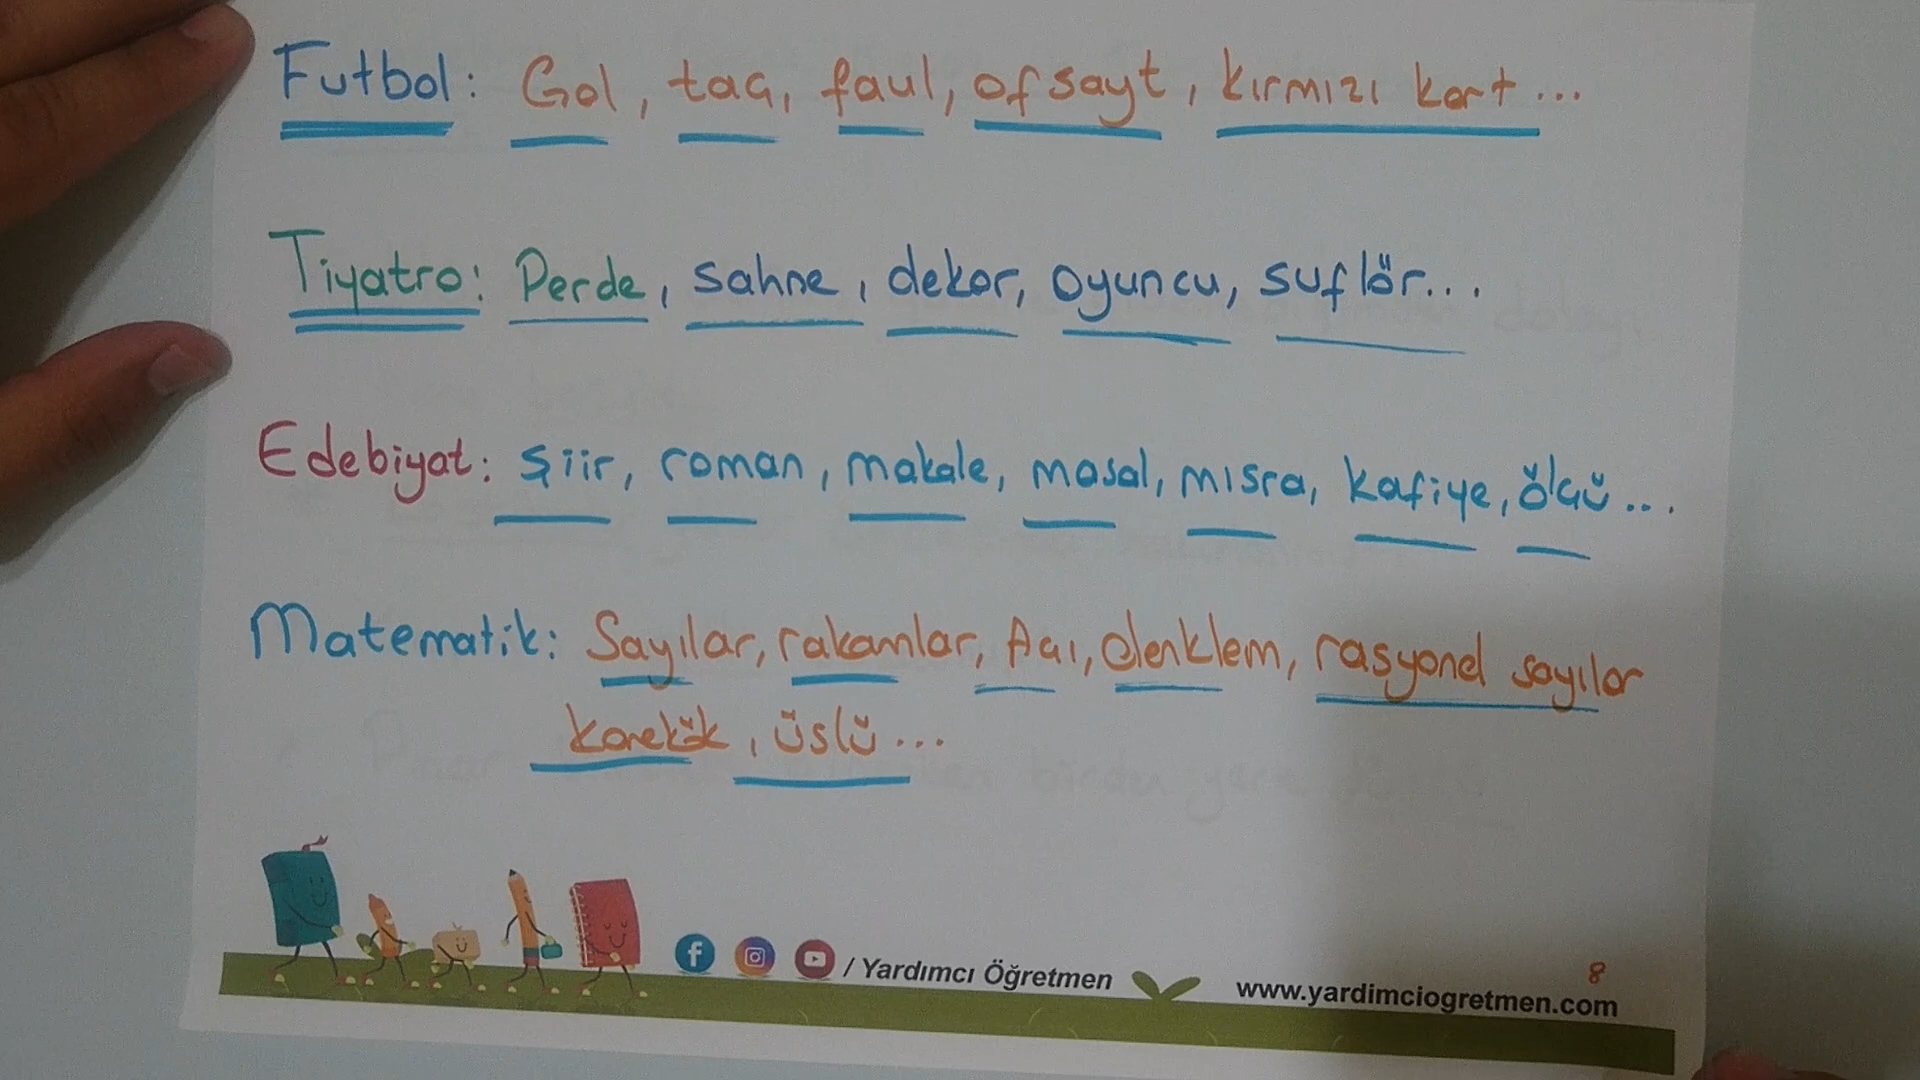 Futbol: Gol, taç, faul, ofsayt, kırmızı kart...
Tiyatro: Perde, sahne, dekor, oyuncu, suflör...
Edebiyat: şiir, roman, makale, masal, mısra, kafiye, ölçü...
Matematik: Sayılar, rakamlar, Açı, denklem, rasyonel sayılar
karekök, üslü...
/ Yardımcı Öğretmen
www.yardimciogretmen.com
8